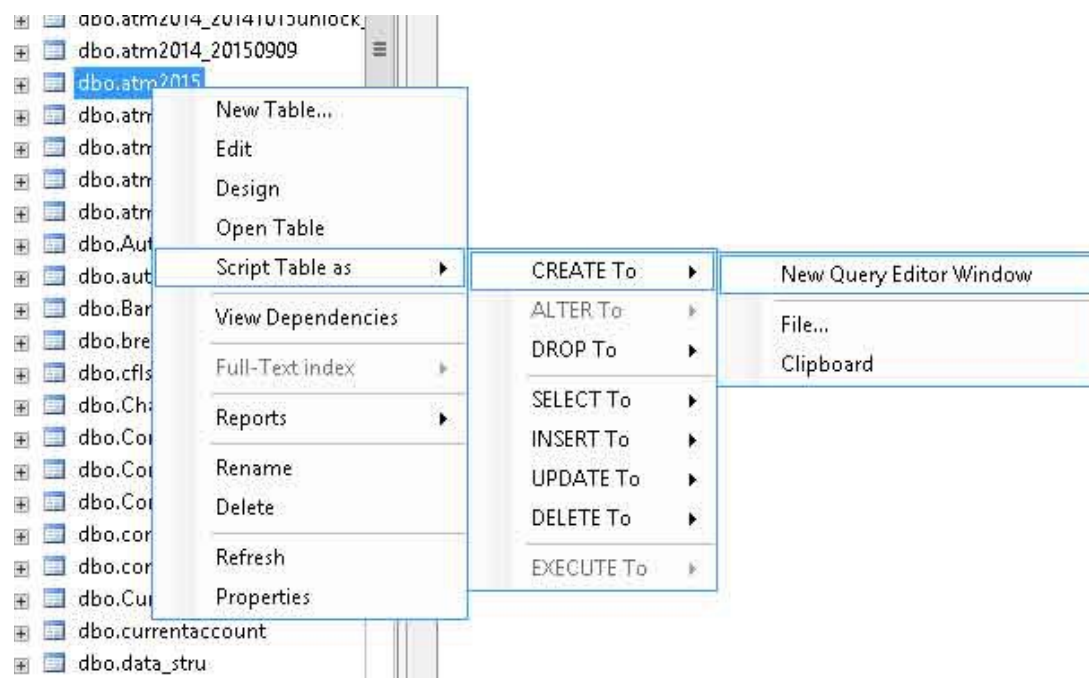 dbo.atm2014_20141015unlock_
dbo.atm2014_20150909
dbo.atm2015
dbo.atm
dbo.atm
dbo.atm
dbo.atm
dbo.Aut
dbo.aut
dbo.Bar
dbo.bre
dbo.cfls
dbo.Cha
dbo.Co
dbo.Co
dbo.Co
dbo.cor
dbo.cor
dbo.Cur
dbo.currentaccount
dbo.data_stru
New Table...
Edit
Design
Open Table
Script Table as
View Dependencies
Full-Text index
Reports
Rename
Delete
Refresh
Properties
CREATE To
ALTER To
DROP To
SELECT To
INSERT To
UPDATE To
DELETE To
EXECUTE To
New Query Editor Window
File...
Clipboard